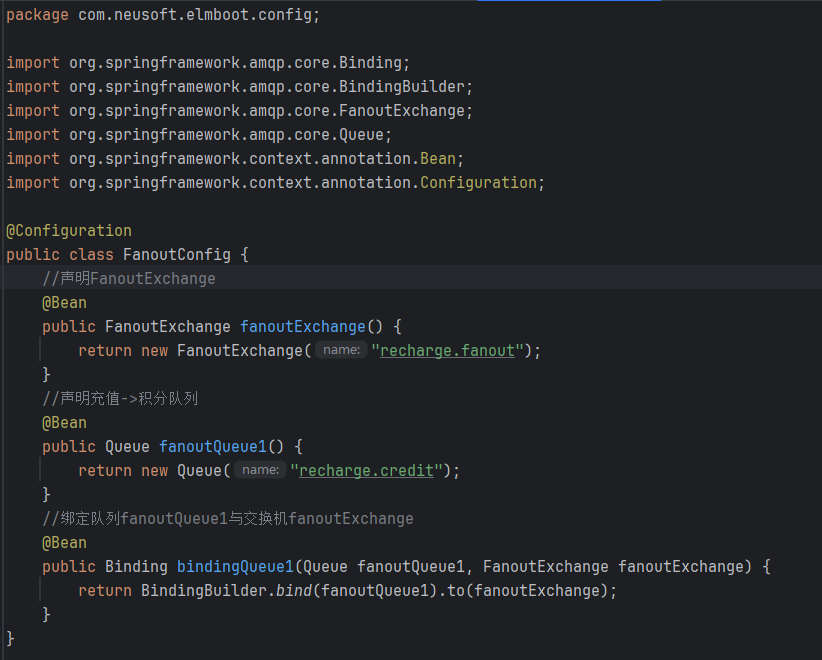 package com.neusoft.elmboot.config;
import org.springframework.amqp.core.Binding;
import org.springframework.amqp.core.BindingBuilder;
import org.springframework.amqp.core.FanoutExchange;
import org.springframework.amqp.core.Queue;
import org.springframework.context.annotation.Bean;
import org.springframework.context.annotation.Configuration;
@Configuration
public class FanoutConfig {
//声明FanoutExchange
@Bean
public FanoutExchange fanoutExchange() {
return new FanoutExchange( name: "recharge.fanout");
}
//声明充值->积分队列
@Bean
public Queue fanoutQueue1() {
return new Queue( name: "recharge.credit");
}
//绑定队列fanoutQueue1与交换机fanoutExchange
@Bean
public Binding bindingQueue1(Queue fanoutQueue1, FanoutExchange fanoutExchange) {
return BindingBuilder.bind(fanoutQueue1).to(fanoutExchange);
}
}